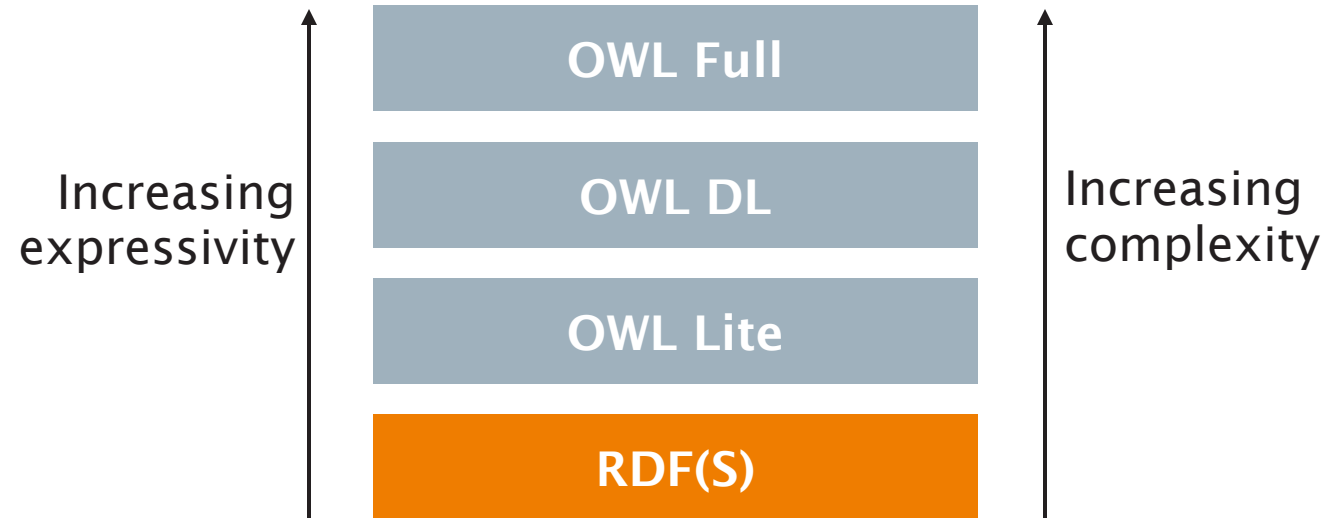 OWL Full
OWL DL
OWL Lite
RDF(S)
Increasing
expressivity
Increasing
complexity